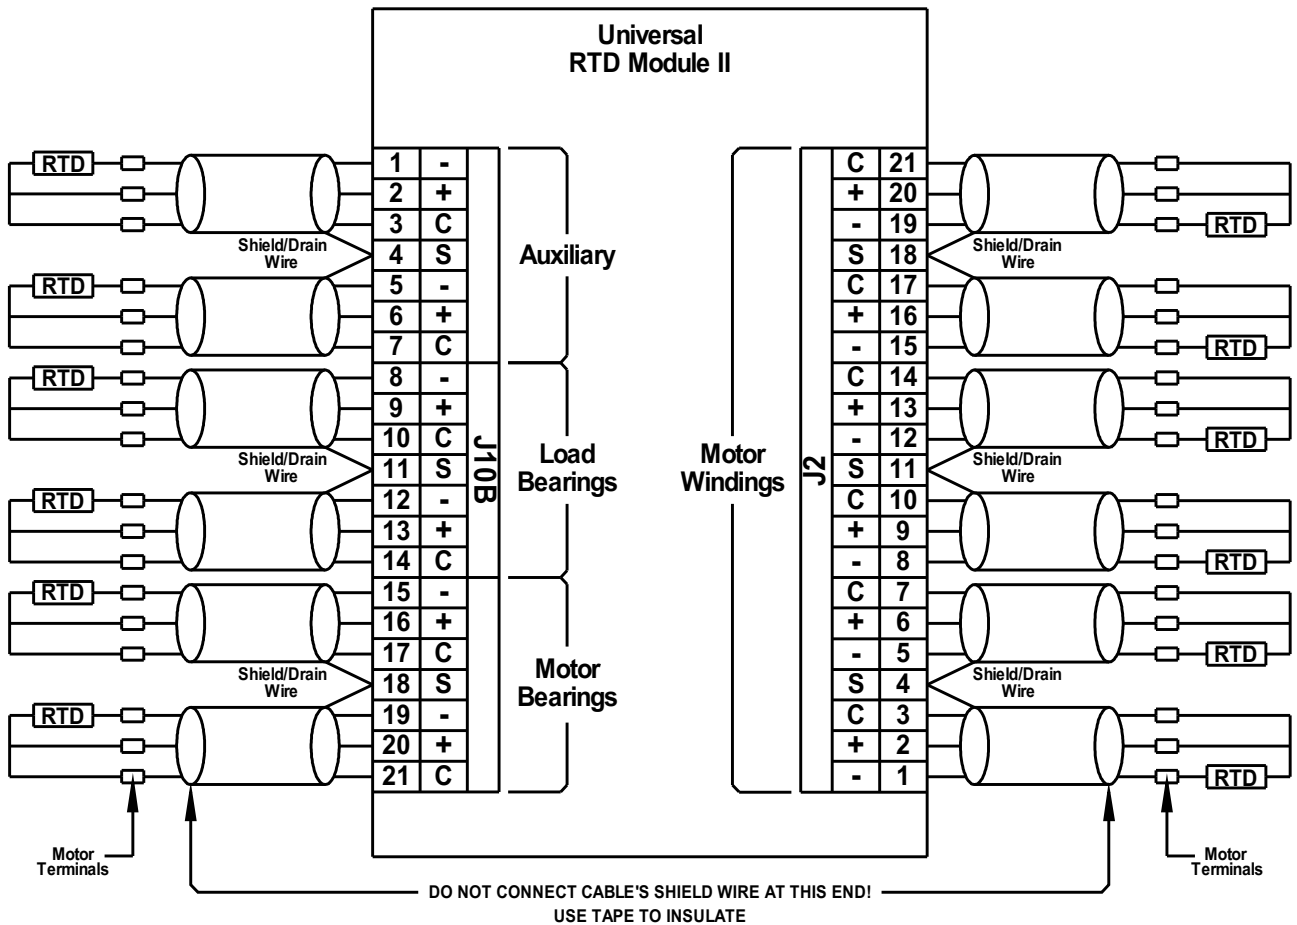 Universal
RTD Module II
RTD 1 - C 21
2 + + 20
3 C - 19 RTD
Shield/Drain
Wire
4 S Auxiliary S 18
Shield/Drain
Wire
RTD 5 - C 17
6 + + 16
7 C - 15 RTD
RTD 8 - C 14
9 + + 13
10 C - 12 RTD
Shield/Drain
Wire
11 S J10B Load
Bearings
Motor
Windings
J2 S 11
Shield/Drain
Wire
RTD 12 - C 10
13 + + 9
14 C - 8 RTD
RTD 15 - C 7
16 + + 6
17 C - 5 RTD
Shield/Drain
Wire
18 S Motor
Bearings
S 4
Shield/Drain
Wire
RTD 19 - C 3
20 + + 2
21 C - 1 RTD
Motor
Terminals
Motor
Terminals
DO NOT CONNECT CABLE'S SHIELD WIRE AT THIS END!
USE TAPE TO INSULATE